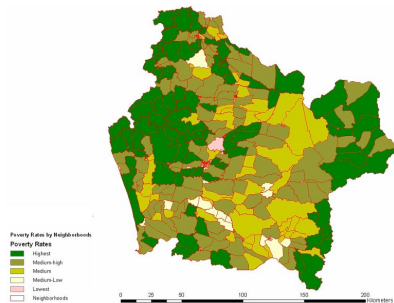 Poverty Rates by Neighborhoods
Poverty Rates
Highest
Medium-high
Medium
Medium-Low
Lowest
Neighborhoods
0 25 50 100 150 200
Kilometers